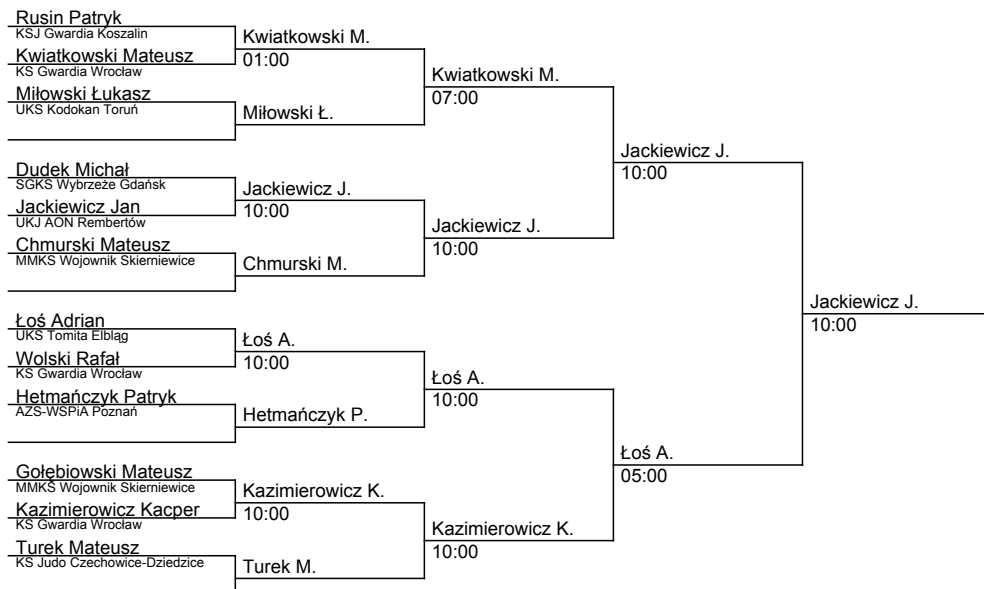 Rusin Patryk
KSJ Gwardia Koszalin
Kwiatkowski Mateusz
KS Gwardia Wrocław
Miłowski Łukasz
UKS Kodokan Toruń
Dudek Michał
SGKS Wybrzeże Gdańsk
Jackiewicz Jan
UKJ AON Rembertów
Chmurski Mateusz
MMKS Wojownik Skierniewice
Łoś Adrian
UKS Tomita Elbląg
Wolski Rafał
KS Gwardia Wrocław
Hetmańczyk Patryk
AZS-WSPiA Poznań
Gołębiowski Mateusz
MMKS Wojownik Skierniewice
Kazimierowicz Kacper
KS Gwardia Wrocław
Turek Mateusz
KS Judo Czechowice-Dziedzice
Kwiatkowski M.
01:00
Miłowski Ł.
Jackiewicz J.
10:00
Chmurski M.
Łoś A.
10:00
Hetmańczyk P.
Kazimierowicz K.
10:00
Turek M.
Kwiatkowski M.
07:00
Jackiewicz J.
10:00
Łoś A.
10:00
Kazimierowicz K.
10:00
Jackiewicz J.
10:00
Łoś A.
05:00
Jackiewicz J.
10:00